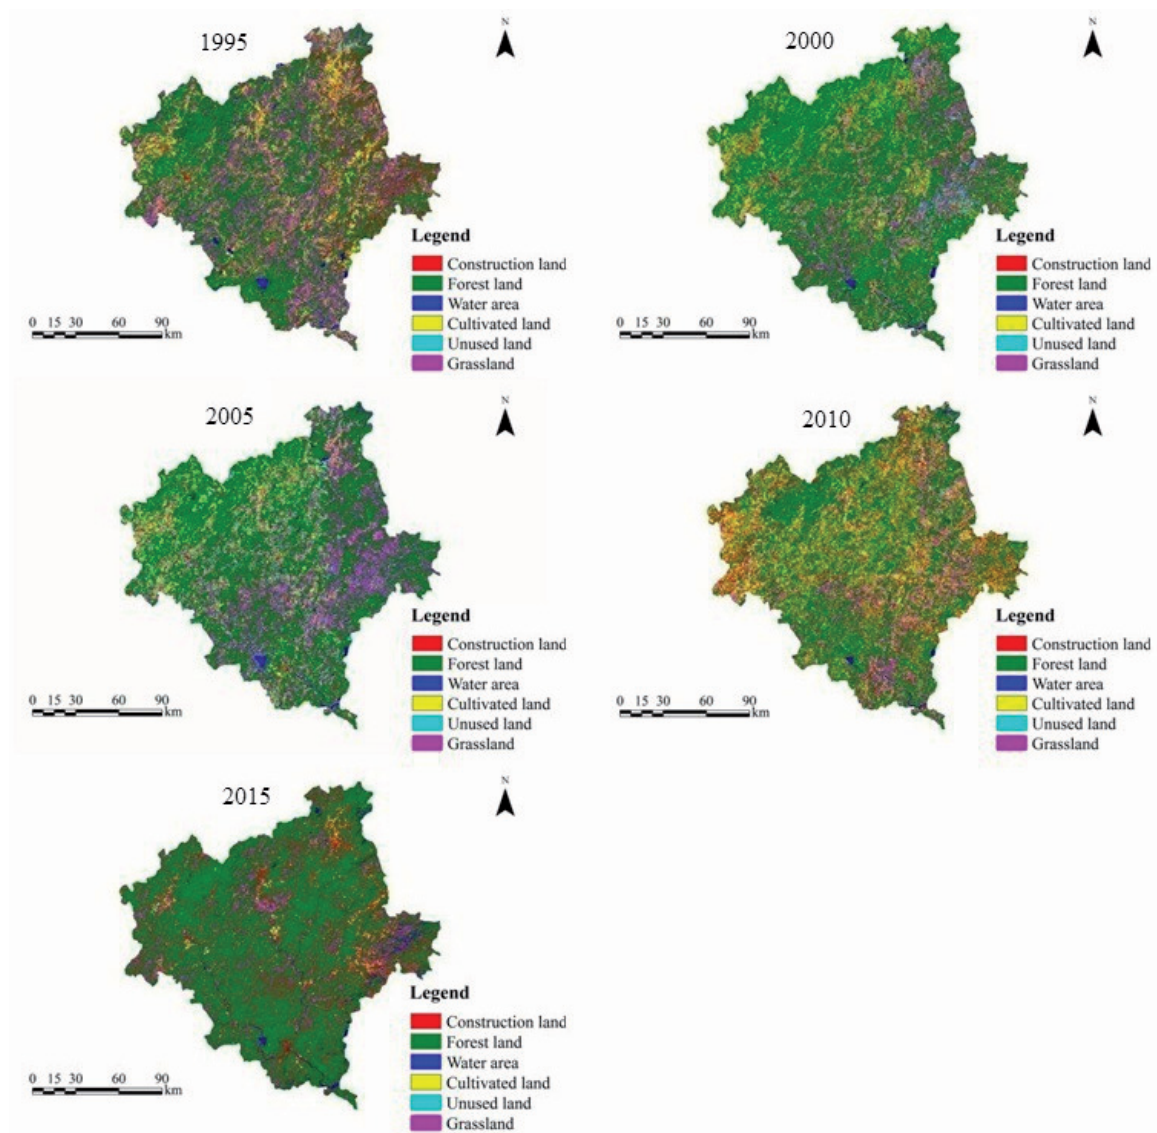 1995
N
Legend
Construction land
Forest land
Water area
Cultivated land
Unused land
Grassland
0 15 30 60 90
km
2000
N
Legend
Construction land
Forest land
Water area
Cultivated land
Unused land
Grassland
0 15 30 60 90
km
2005
N
Legend
Construction land
Forest land
Water area
Cultivated land
Unused land
Grassland
0 15 30 60 90
km
2010
N
Legend
Construction land
Forest land
Water area
Cultivated land
Unused land
Grassland
0 15 30 60 90
km
2015
N
Legend
Construction land
Forest land
Water area
Cultivated land
Unused land
Grassland
0 15 30 60 90
km